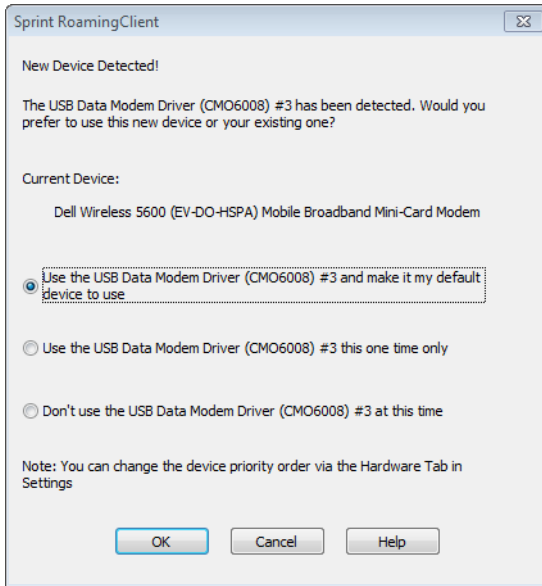 Sprint RoamingClient
New Device Detected!
The USB Data Modem Driver (CMO6008) #3 has been detected. Would you
prefer to use this new device or your existing one?
Current Device:
Dell Wireless 5600 (EV-DO-HSPA) Mobile Broadband Mini-Card Modem
Use the USB Data Modem Driver (CMO6008) #3 and make it my default
device to use
Use the USB Data Modem Driver (CMO6008) #3 this one time only
Don't use the USB Data Modem Driver (CMO6008) #3 at this time
Note: You can change the device priority order via the Hardware Tab in
Settings
OK Cancel Help